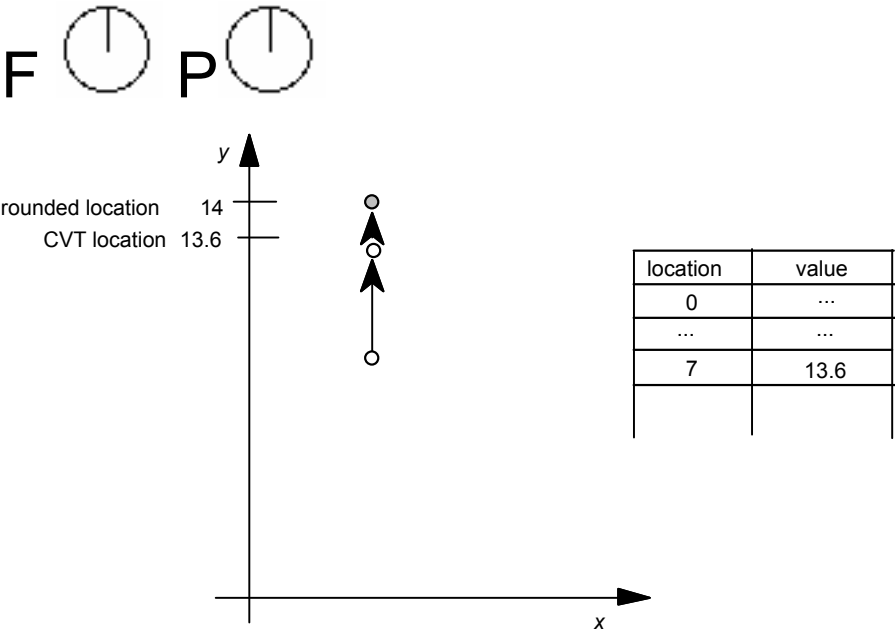 F P
y
rounded location 14
CVT location 13.6
location value
0 ...
... ...
7 13.6
x